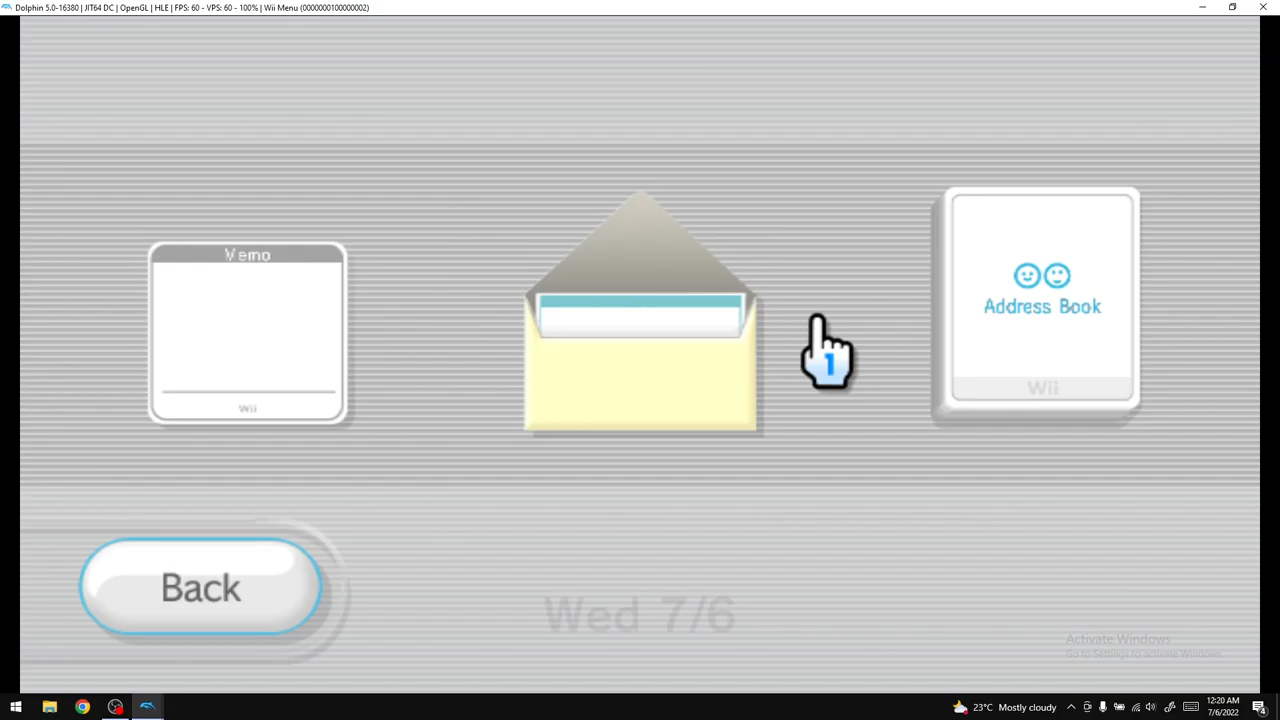 Dolphin 5.0-16380 | JIT64 DC | OpenGL | HLE | FPS: 60 - VPS: 60 - 100% | Wii Menu (0000000100000002)
Memo
Wii
Address Book
Wii
1
Back
Wed 7/6
Activate Windows
Go to Settings to activate Windows.
23°C Mostly cloudy
12:20 AM
7/6/2022
4